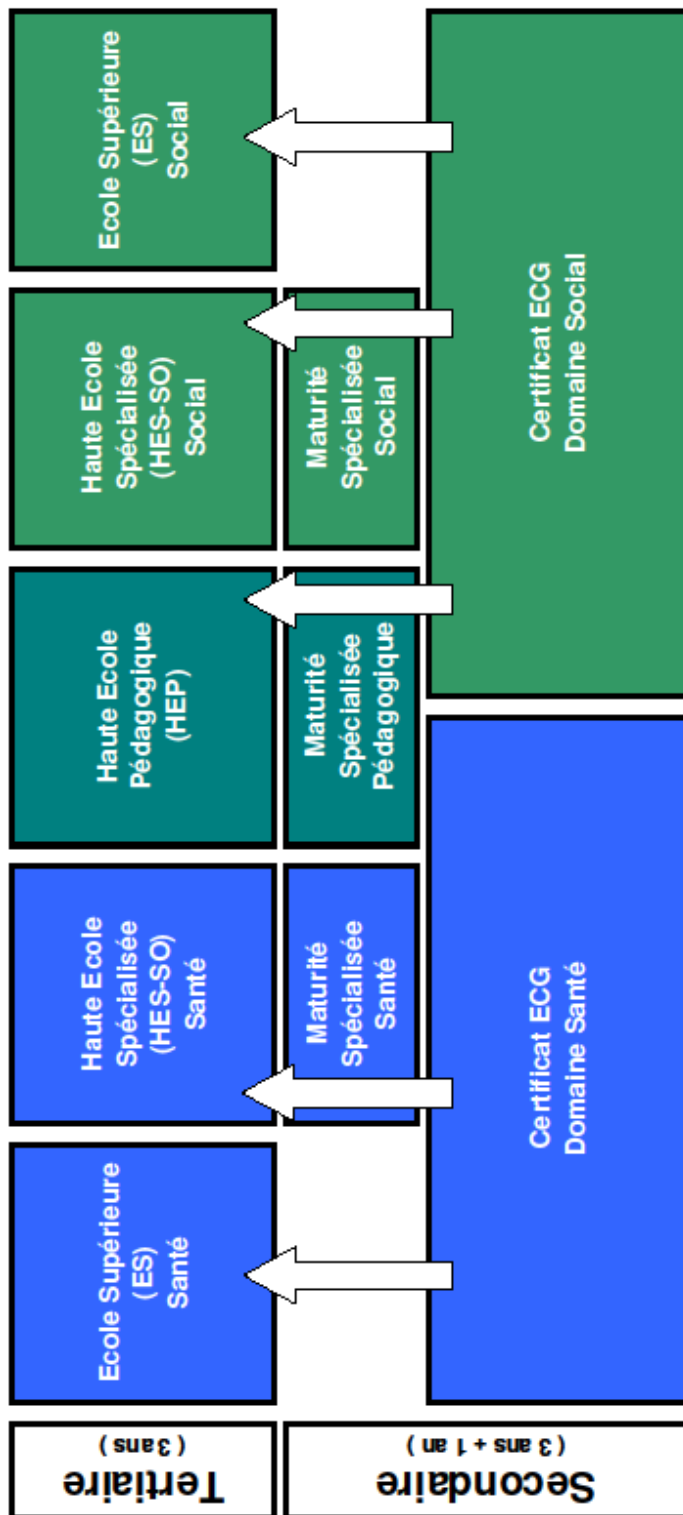 Ecole Supérieure
(ES)
Santé
Haute Ecole
Spécialisée
(HES-SO)
Santé
Haute Ecole
Pédagogique
(HEP)
Haute Ecole
Spécialisée
(HES-SO)
Social
Ecole Supérieure
(ES)
Social
Maturité
Spécialisée
Santé
Maturité
Spécialisée
Pédagogique
Maturité
Spécialisée
Social
Certificat ECG
Domaine Santé
Certificat ECG
Domaine Social
Tertiaire
( 3 ans )
Secondaire
( 3 ans + 1 an )